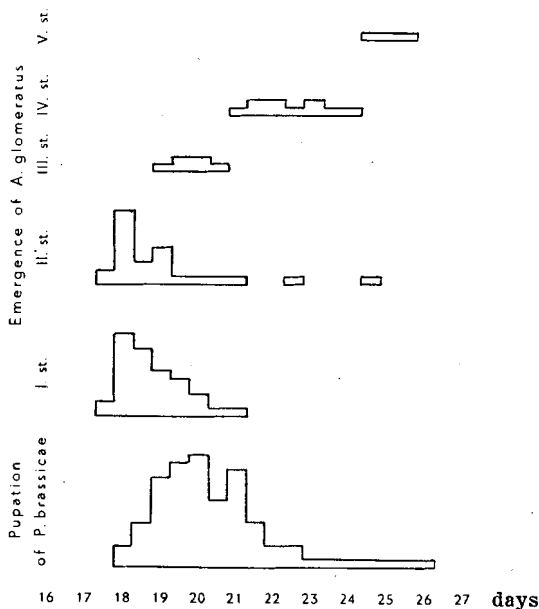 Emergence of A. glomeratus
V. st.
IV. st.
III. st.
II. st.
I. st.
Pupation
of P. brassicae
16 17 18 19 20 21 22 23 24 25 26 27 days